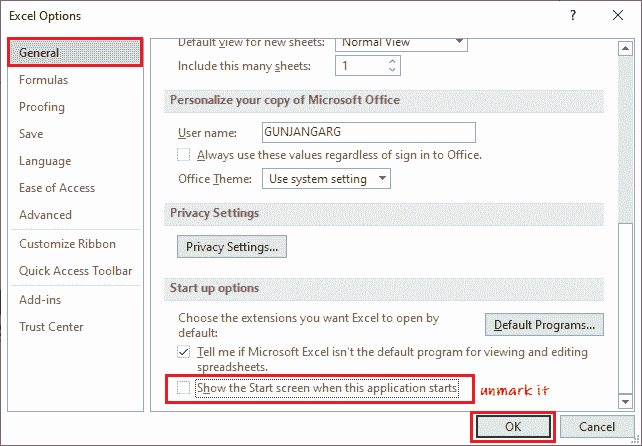 Excel Options
?
General
Formulas
Proofing
Save
Language
Ease of Access
Advanced
Customize Ribbon
Quick Access Toolbar
Add-ins
Trust Center
Default view for new sheets: Normal View
Include this many sheets: 1
Personalize your copy of Microsoft Office
User name: GUNJANGARG
Always use these values regardless of sign in to Office.
Office Theme: Use system setting
Privacy Settings
Privacy Settings...
Start up options
Choose the extensions you want Excel to open by
default:
Default Programs...
Tell me if Microsoft Excel isn't the default program for viewing and editing
spreadsheets.
Show the Start screen when this application starts
unmark it
OK
Cancel